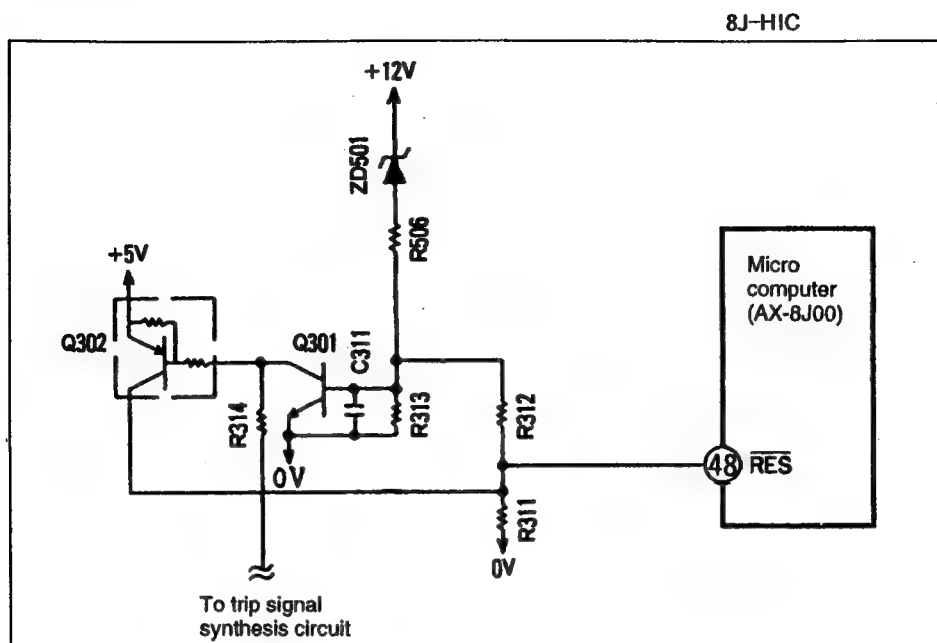 8J-HIC
+12V
ZD501
R506
+5V
Q302
Q301
C311
R314
R313
R312
0V
Micro
computer
(AX-8J00)
48
RES
R311
0V
To trip signal
synthesis circuit